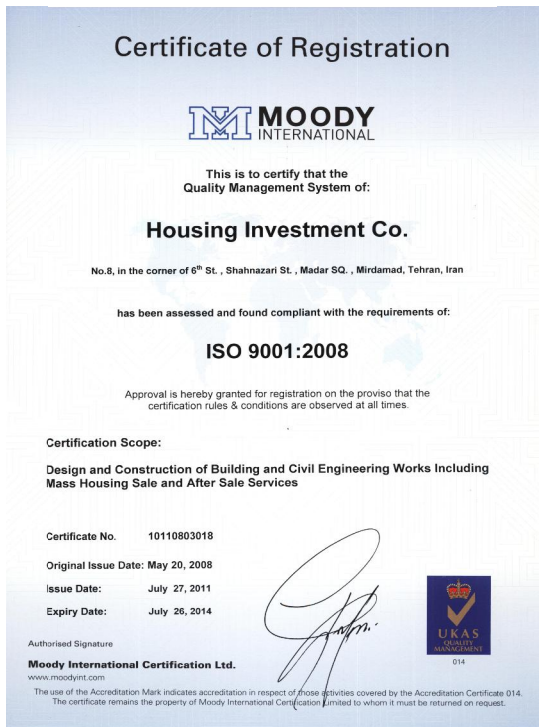 Certificate of Registration
MOODY
INTERNATIONAL
This is to certify that the
Quality Management System of:
Housing Investment Co.
No.8, in the corner of 6th St. , Shahnazari St. , Madar SQ. , Mirdamad, Tehran, Iran
has been assessed and found compliant with the requirements of:
ISO 9001:2008
Approval is hereby granted for registration on the proviso that the
certification rules & conditions are observed at all times.
Certification Scope:
Design and Construction of Building and Civil Engineering Works Including
Mass Housing Sale and After Sale Services
Certificate No. 10110803018
Original Issue Date: May 20, 2008
Issue Date: July 27, 2011
Expiry Date: July 26, 2014
Authorised Signature
Moody International Certification Ltd.
www.moodyint.com
UKAS
QUALITY
MANAGEMENT
014
The use of the Accreditation Mark indicates accreditation in respect of those activities covered by the Accreditation Certificate 014.
The certificate remains the property of Moody International Certification Limited to whom it must be returned on request.